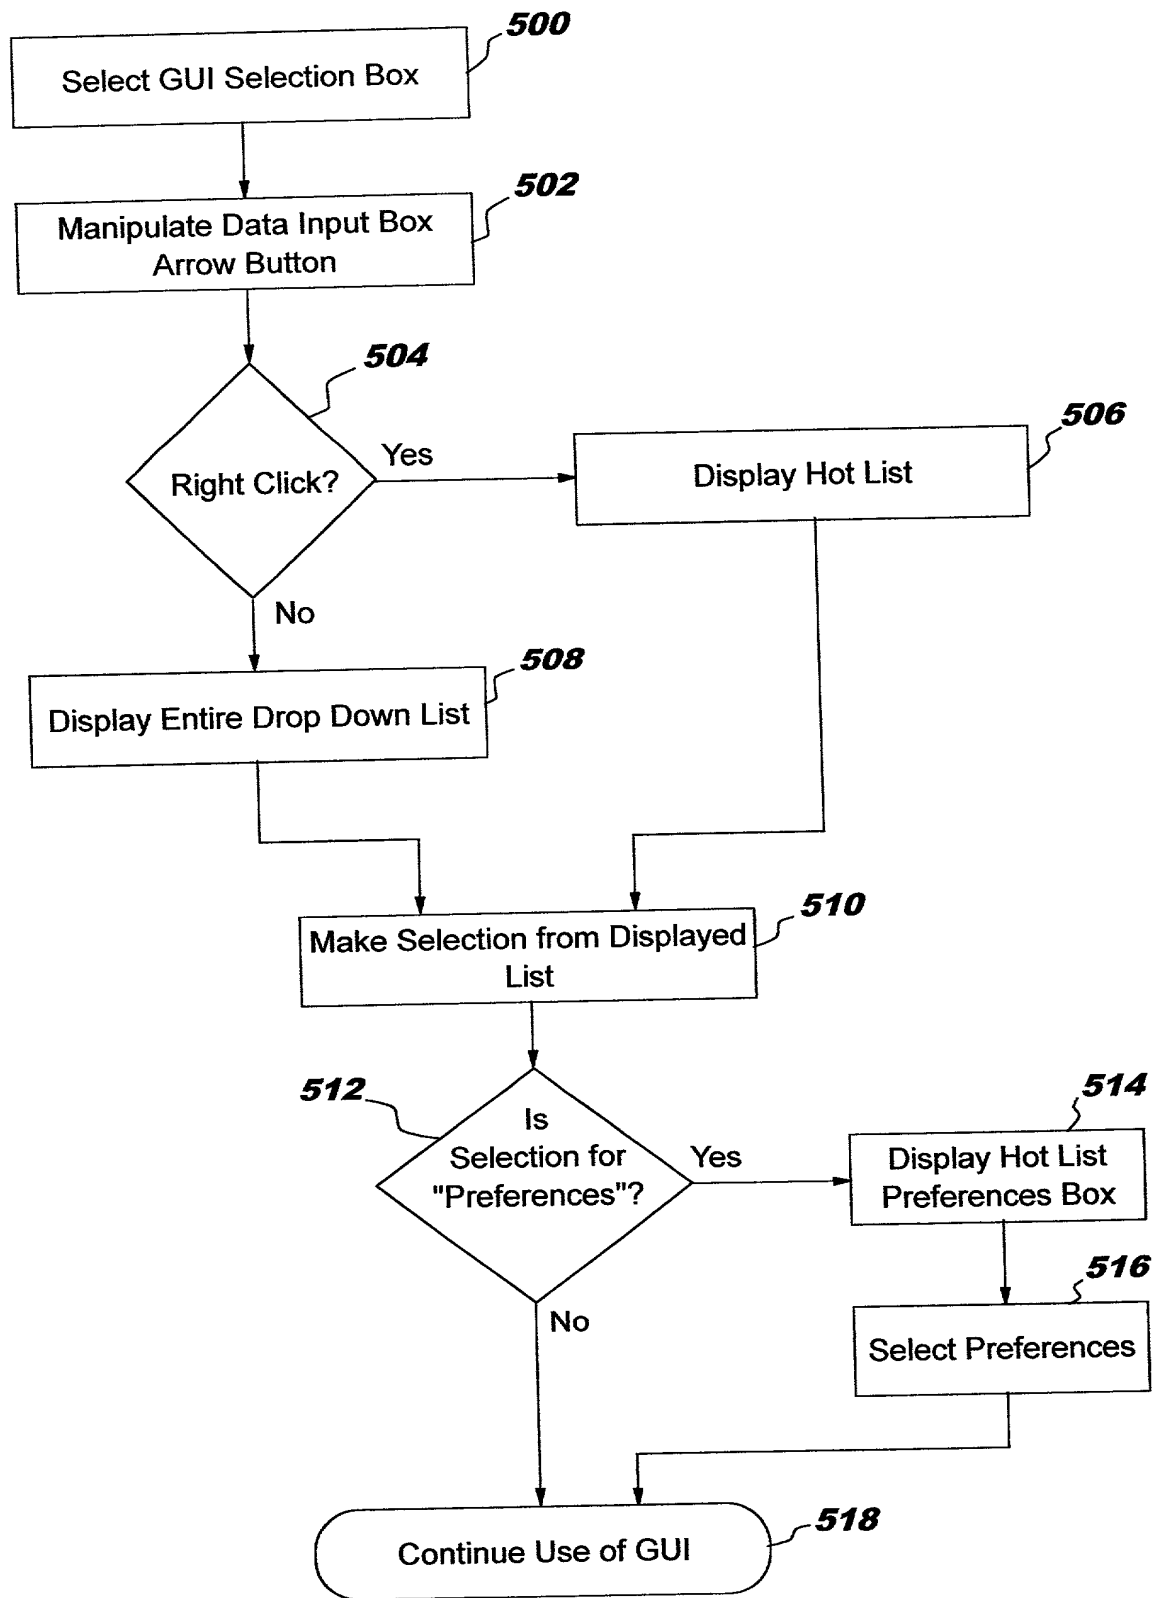 500
Select GUI Selection Box
502
Manipulate Data Input Box
Arrow Button
504
Right Click?
Yes
506
Display Hot List
No
508
Display Entire Drop Down List
510
Make Selection from Displayed
List
512
Is
Selection for
"Preferences"?
Yes
514
Display Hot List
Preferences Box
516
Select Preferences
No
518
Continue Use of GUI